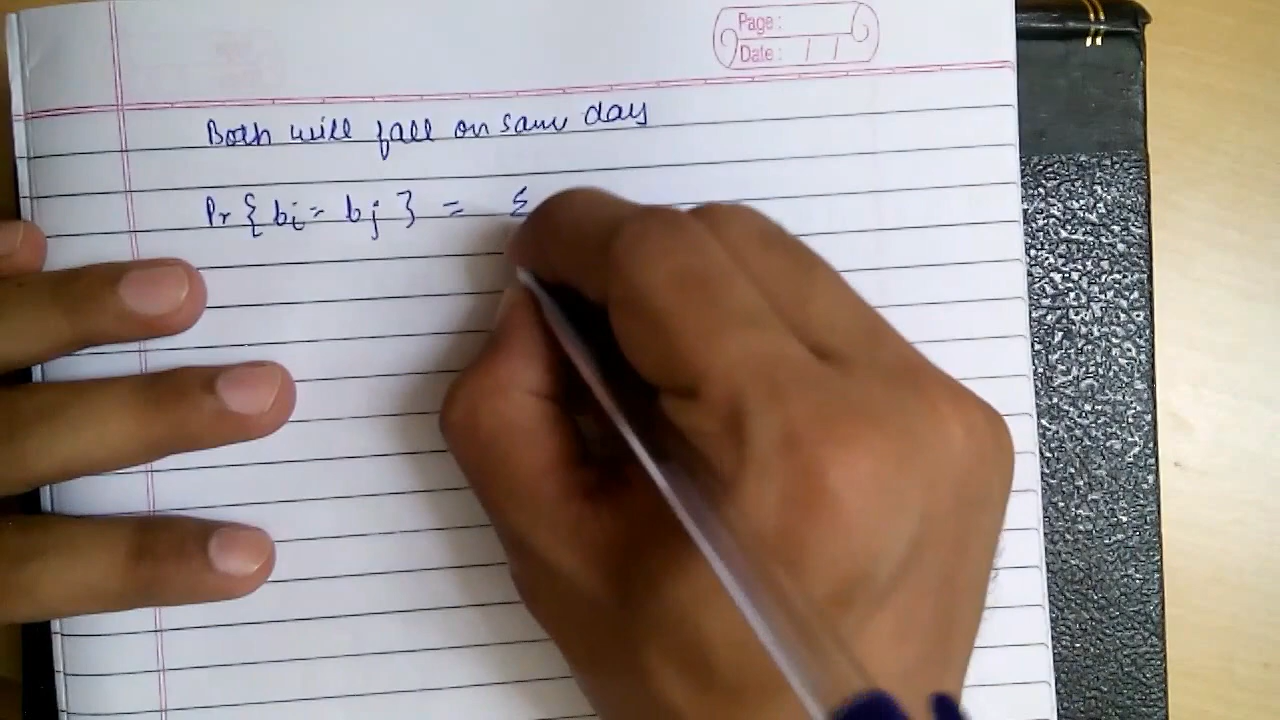 Page :
Date : / /
Both will fall on same day
Pr { bi = bj } = Σ